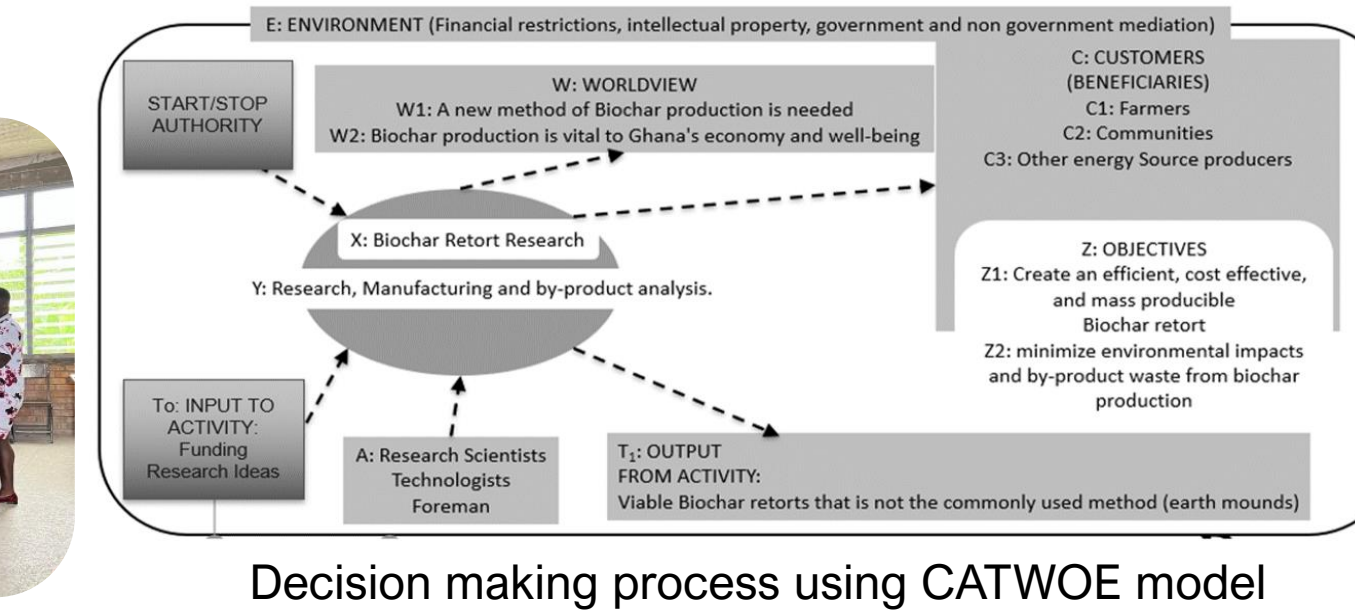 E: ENVIRONMENT (Financial restrictions, intellectual property, government and non government mediation)
START/STOP
AUTHORITY
W: WORLDVIEW
W1: A new method of Biochar production is needed
W2: Biochar production is vital to Ghana's economy and well-being
C: CUSTOMERS
(BENEFICIARIES)
C1: Farmers
C2: Communities
C3: Other energy Source producers
X: Biochar Retort Research
Y: Research, Manufacturing and by-product analysis.
Z: OBJECTIVES
Z1: Create an efficient, cost effective,
and mass producible
Biochar retort
Z2: minimize environmental impacts
and by-product waste from biochar
production
To: INPUT TO
ACTIVITY:
Funding
Research Ideas
A: Research Scientists
Technologists
Foreman
T₁: OUTPUT
FROM ACTIVITY:
Viable Biochar retorts that is not the commonly used method (earth mounds)
Decision making process using CATWOE model